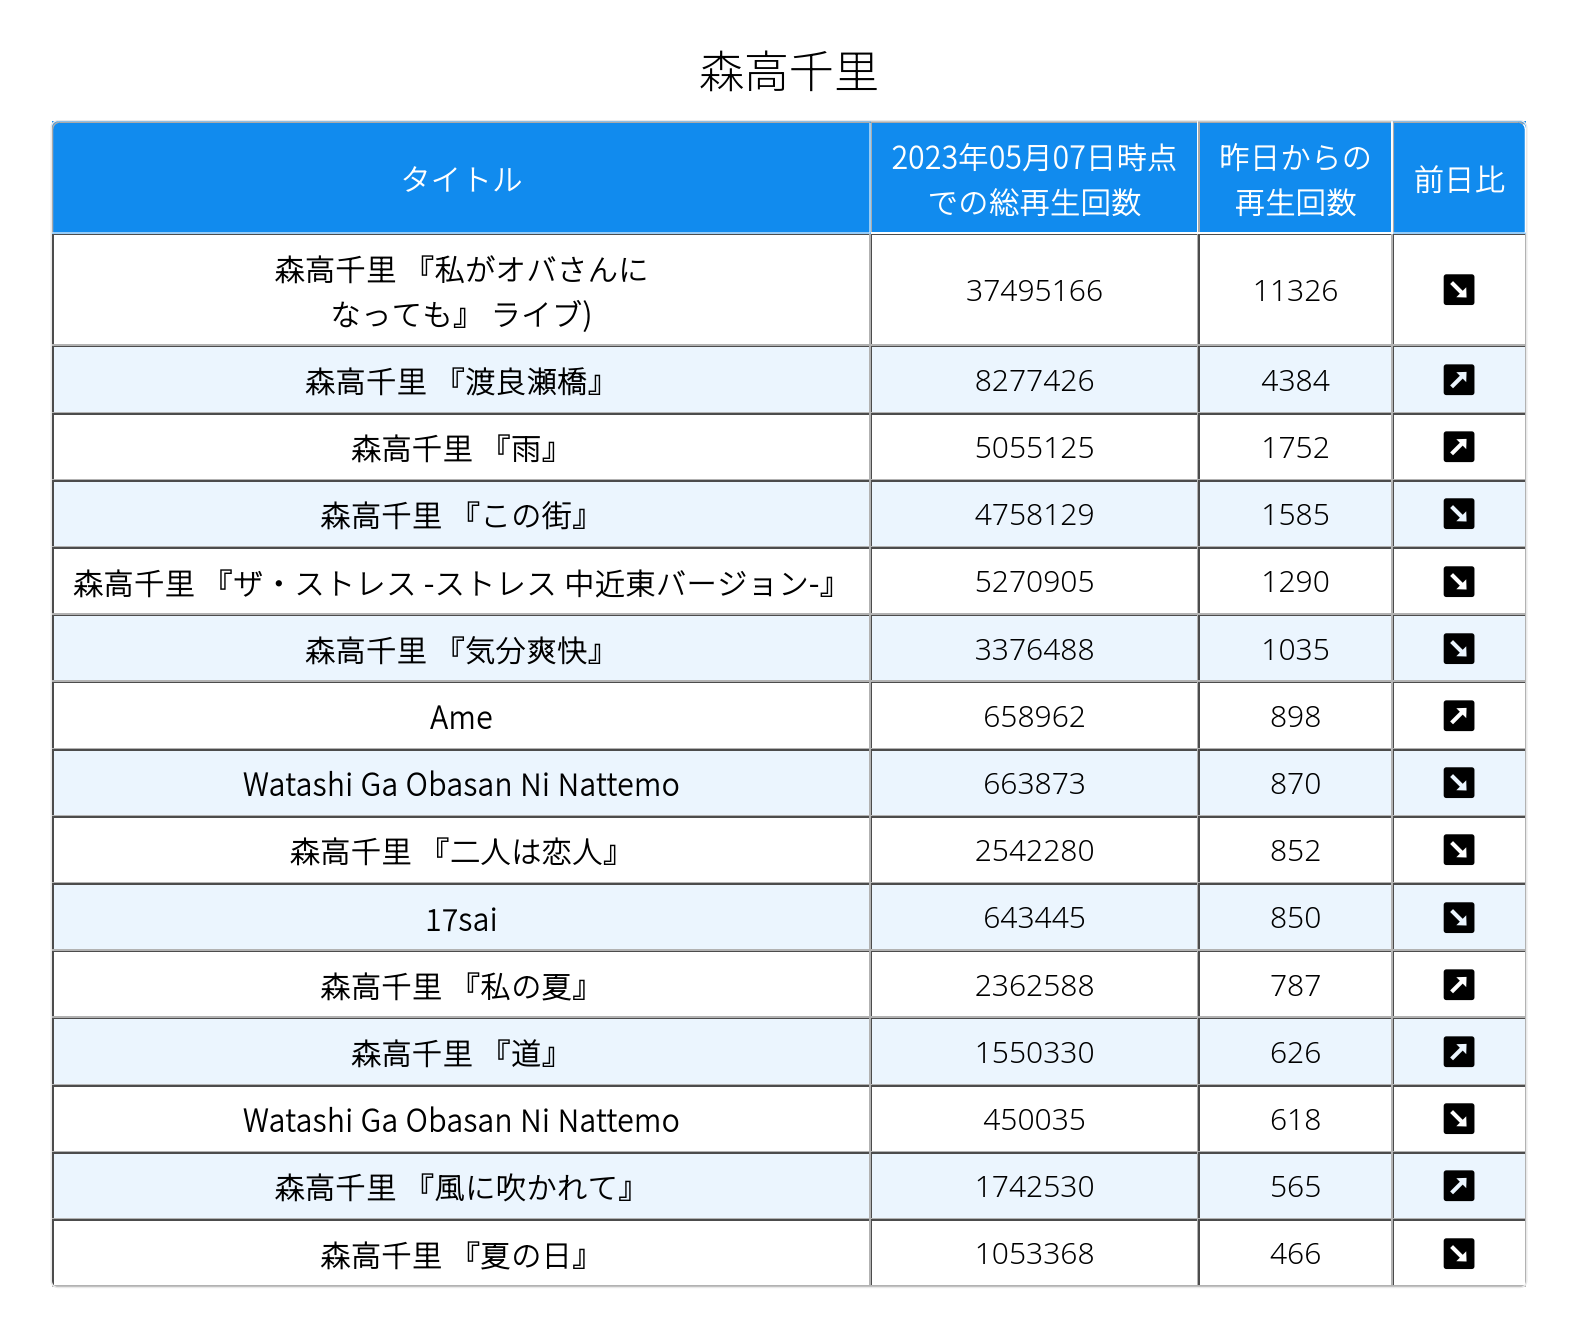 森高千里
タイトル
2023年05月07日時点
での総再生回数
昨日からの
再生回数
前日比
森高千里 『私がオバさんに
なっても』 ライブ)
37495166
11326
森高千里 『渡良瀬橋』
8277426
4384
森高千里 『雨』
5055125
1752
森高千里 『この街』
4758129
1585
森高千里 『ザ・ストレス -ストレス 中近東バージョン-』
5270905
1290
森高千里 『気分爽快』
3376488
1035
Ame
658962
898
Watashi Ga Obasan Ni Nattemo
663873
870
森高千里 『二人は恋人』
2542280
852
17sai
643445
850
森高千里 『私の夏』
2362588
787
森高千里 『道』
1550330
626
Watashi Ga Obasan Ni Nattemo
450035
618
森高千里 『風に吹かれて』
1742530
565
森高千里 『夏の日』
1053368
466